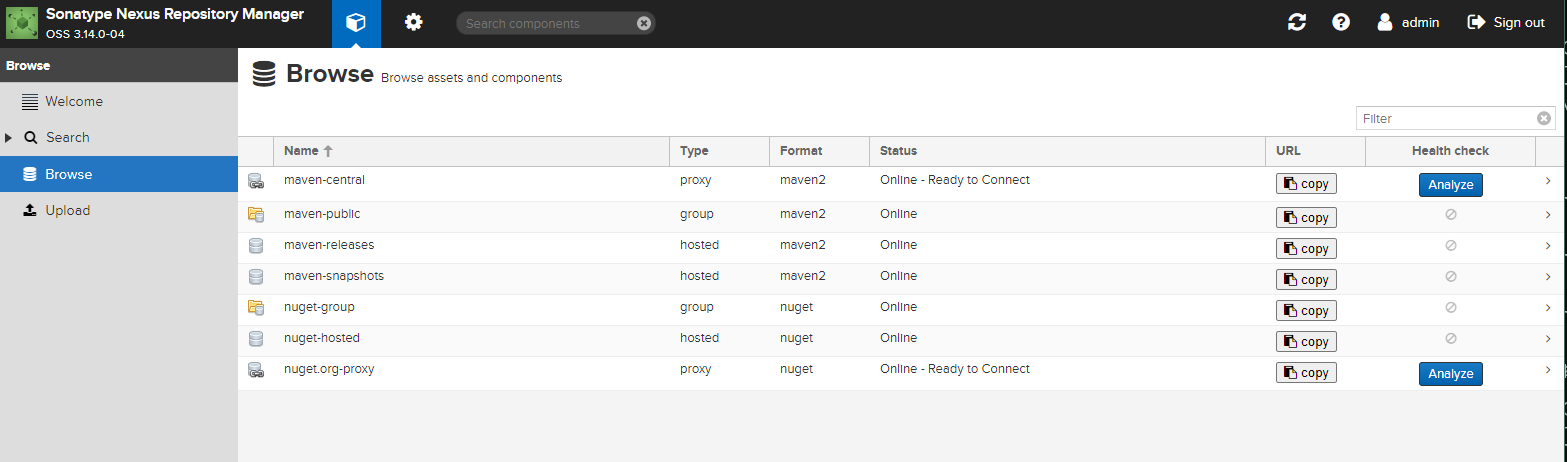 Sonatype Nexus Repository Manager
OSS 3.14.0-04
Search components
admin
Sign out
Browse
Welcome
Search
Browse
Upload
Browse Browse assets and components
Filter
Name Type Format Status URL Health check
maven-central proxy maven2 Online - Ready to Connect copy Analyze
maven-public group maven2 Online copy
maven-releases hosted maven2 Online copy
maven-snapshots hosted maven2 Online copy
nuget-group group nuget Online copy
nuget-hosted hosted nuget Online copy
nuget.org-proxy proxy nuget Online - Ready to Connect copy Analyze